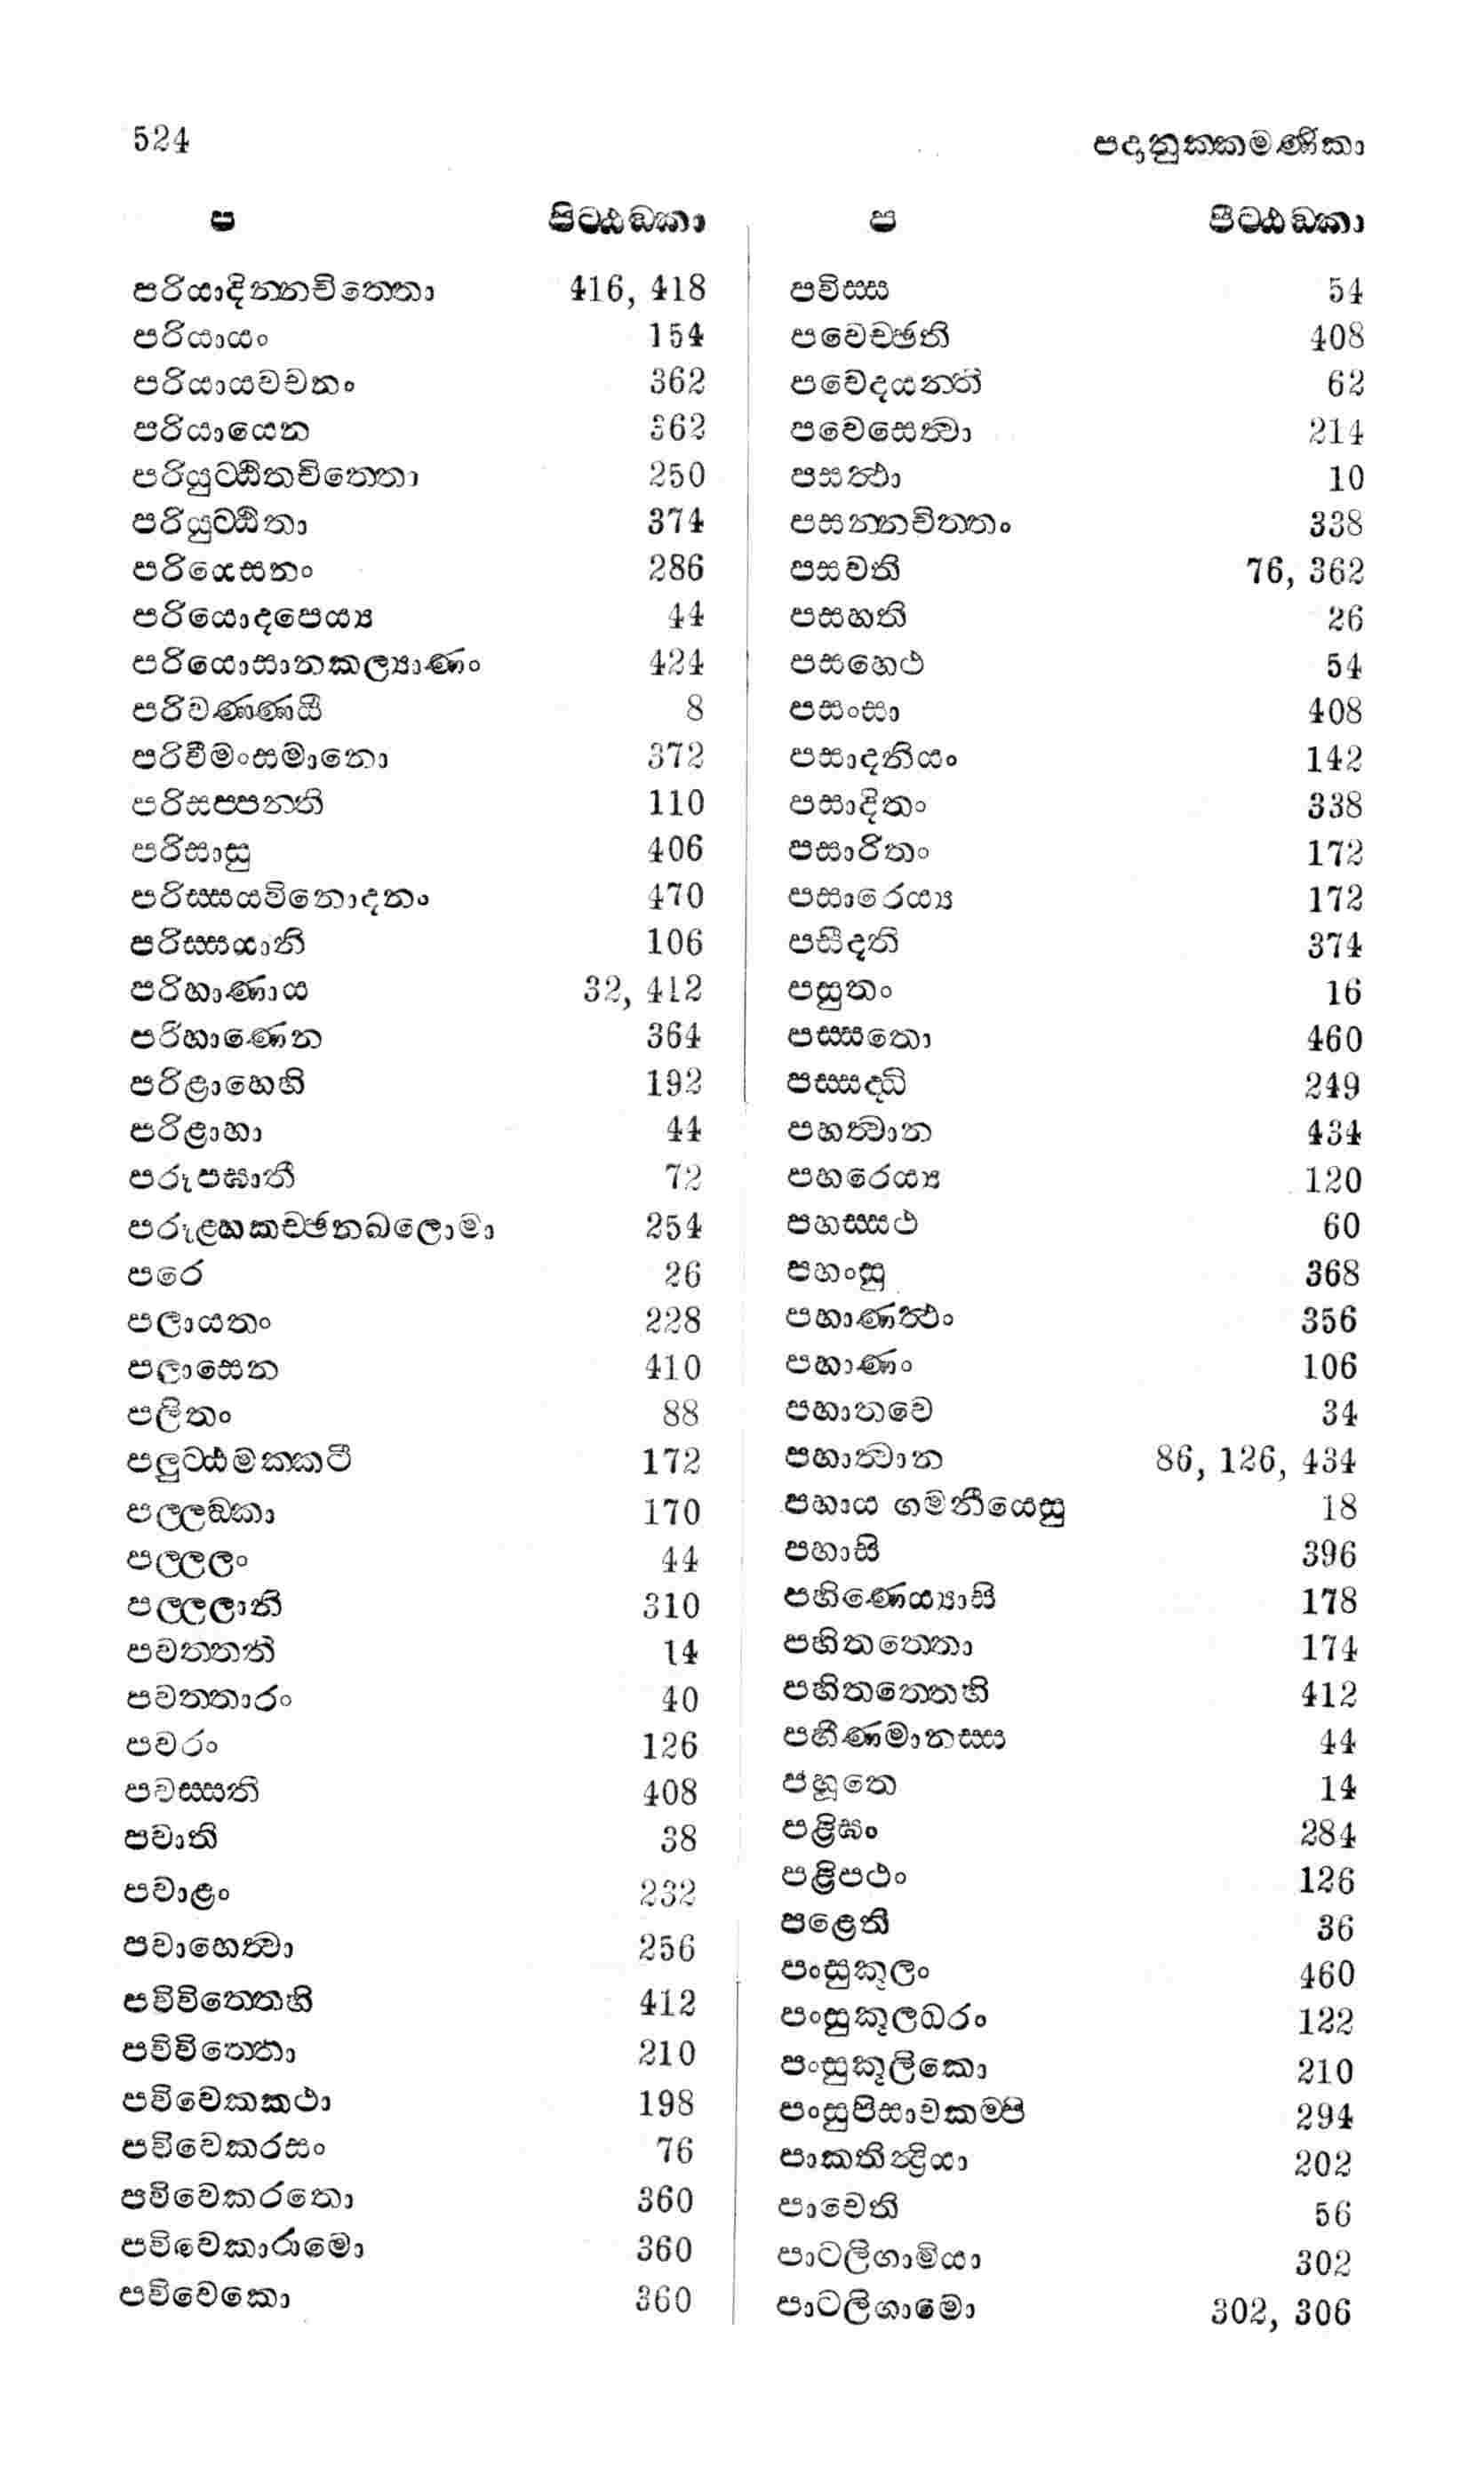 524
පදානුක්කමණිකා
ප පිට්ඨඞ්කා
පරියාදින්නචිත්තො 416, 418
පරියායං 154
පරියායවචනං 362
පරියායෙන 362
පරියුට්ඨිතචිත්තො 250
පරියුට්ඨිතා 374
පරියෙසනං 286
පරියොදපෙය්‍ය 44
පරියොසානකල්‍යාණං 424
පරිවණ්ණයී 8
පරිවීමංසමානො 372
පරිසප්පන්ති 110
පරිසාසු 406
පරිස්සයවිනොදනං 470
පරිස්සයානි 106
පරිහාණාය 32, 412
පරිහාණෙන 364
පරිළාහෙහි 192
පරිළාහා 44
පරූපඝාතී 72
පරූළ්හකච්ඡනඛලොමා 254
පරෙ 26
පලායනං 228
පලාසෙන 410
පලිතං 88
පලුට්ඨමක්කටී 172
පල්ලඞ්කා 170
පල්ලලං 44
පල්ලලානි 310
පවත්තති 14
පවත්තාරං 40
පවරං 126
පවස්සති 408
පවාති 38
පවාළං 232
පවාහෙත්‍වා 256
පවිවිත්තෙහි 412
පවිවිත්තො 210
පවිවෙකකථා 198
පවිවෙකරසං 76
පවිවෙකරතො 360
පවිවෙකාරාමො 360
පවිවෙකො 360
ප පිට්ඨඞ්කා
පවිස්ස 54
පවෙච්ඡති 408
පවෙදයන්ති 62
පවෙසෙත්‍වා 214
පසත්‍ථා 10
පසන්නචිත්තං 338
පසවති 76, 362
පසහති 26
පසහෙථ 54
පසංසා 408
පසාදනියං 142
පසාදිතං 338
පසාරිතං 172
පසාරෙය්‍ය 172
පසීදති 374
පසුතං 16
පස්සතො 460
පස්සද්ධි 249
පහත්‍වාන 434
පහරෙය්‍ය 120
පහස්සථ 60
පහංසු 368
පහාණත්‍ථං 356
පහාණං 106
පහාතවෙ 34
පහාත්‍වාන 86, 126, 434
පහාය ගමනීයෙසු 18
පහාසි 396
පහිණෙය්‍යාසි 178
පහිතත්තො 174
පහිතත්තෙහි 412
පහීණමානස්ස 44
පහූතෙ 14
පළිඝං 284
පළිපථං 126
පළෙති 36
පංසුකූලං 460
පංසුකූලධරං 122
පංසුකූලිකො 210
පංසුපිසාචකම්පි 294
පාකතින්‍ද්‍රියා 202
පාචෙති 56
පාටලිගාමියා 302
පාටලිගාමො 302, 306